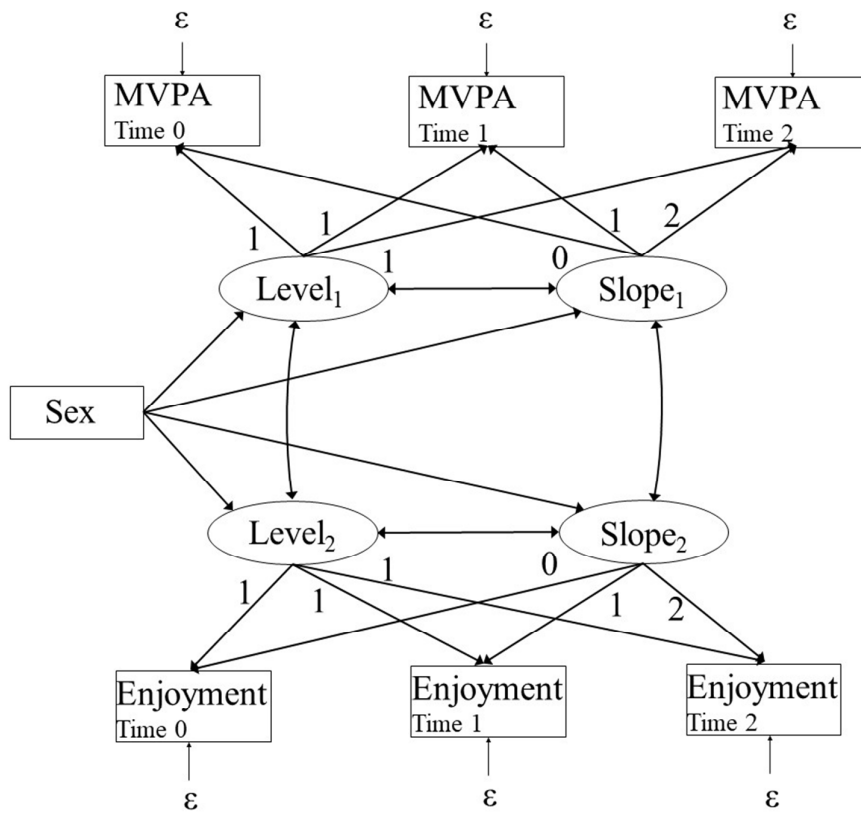 ε ε ε
MVPA MVPA MVPA
Time 0 Time 1 Time 2
1 1 1 2
1 0
Level₁ Slope₁
Sex
Level₂ Slope₂
1 1 1 0 1 2
Enjoyment Enjoyment Enjoyment
Time 0 Time 1 Time 2
ε ε ε